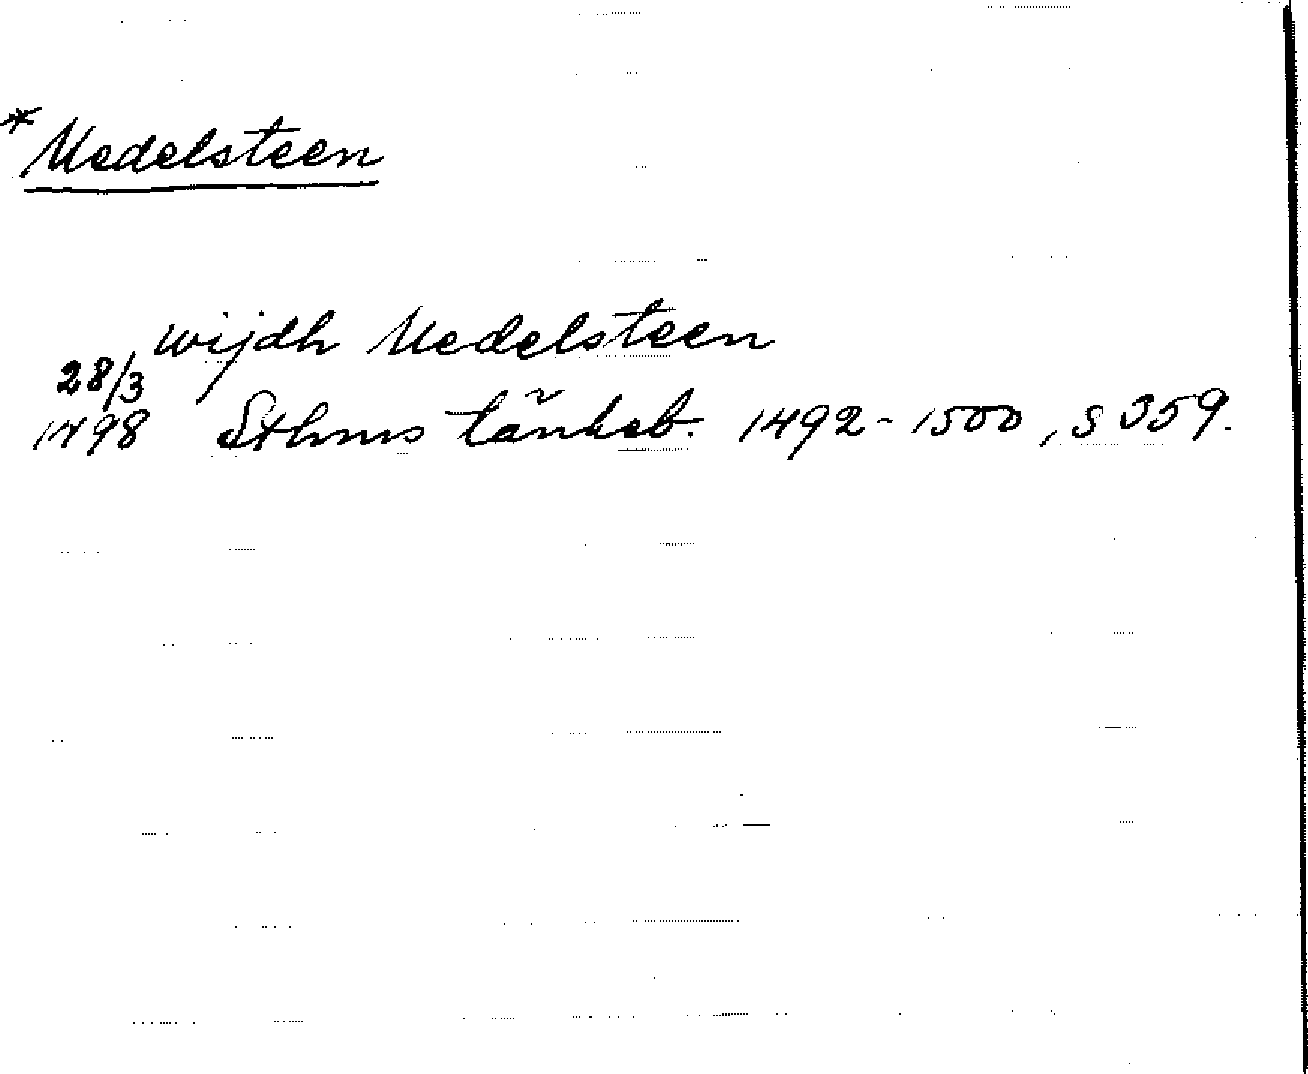 *Medelsteen
wijdh Medelsteen
28/3
1498 Sthms tänkeb. 1492-1500, s 359.